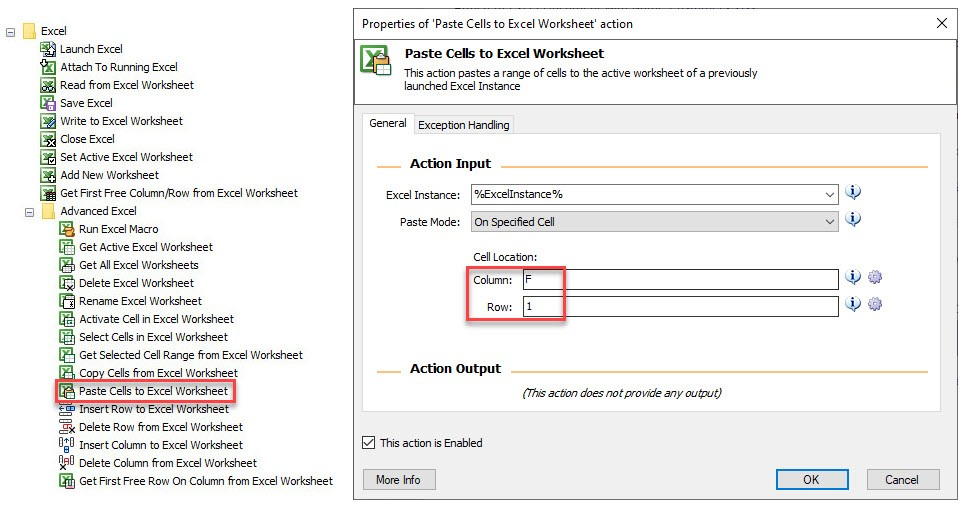 Excel
Launch Excel
Attach To Running Excel
Read from Excel Worksheet
Save Excel
Write to Excel Worksheet
Close Excel
Set Active Excel Worksheet
Add New Worksheet
Get First Free Column/Row from Excel Worksheet
Advanced Excel
Run Excel Macro
Get Active Excel Worksheet
Get All Excel Worksheets
Delete Excel Worksheet
Rename Excel Worksheet
Activate Cell in Excel Worksheet
Select Cells in Excel Worksheet
Get Selected Cell Range from Excel Worksheet
Copy Cells from Excel Worksheet
Paste Cells to Excel Worksheet
Insert Row to Excel Worksheet
Delete Row from Excel Worksheet
Insert Column to Excel Worksheet
Delete Column from Excel Worksheet
Get First Free Row On Column from Excel Worksheet
Properties of 'Paste Cells to Excel Worksheet' action
Paste Cells to Excel Worksheet
This action pastes a range of cells to the active worksheet of a previously
launched Excel Instance
General Exception Handling
Action Input
Excel Instance: %ExcelInstance%
Paste Mode: On Specified Cell
Cell Location:
Column: F
Row: 1
Action Output
(This action does not provide any output)
This action is Enabled
More Info OK Cancel